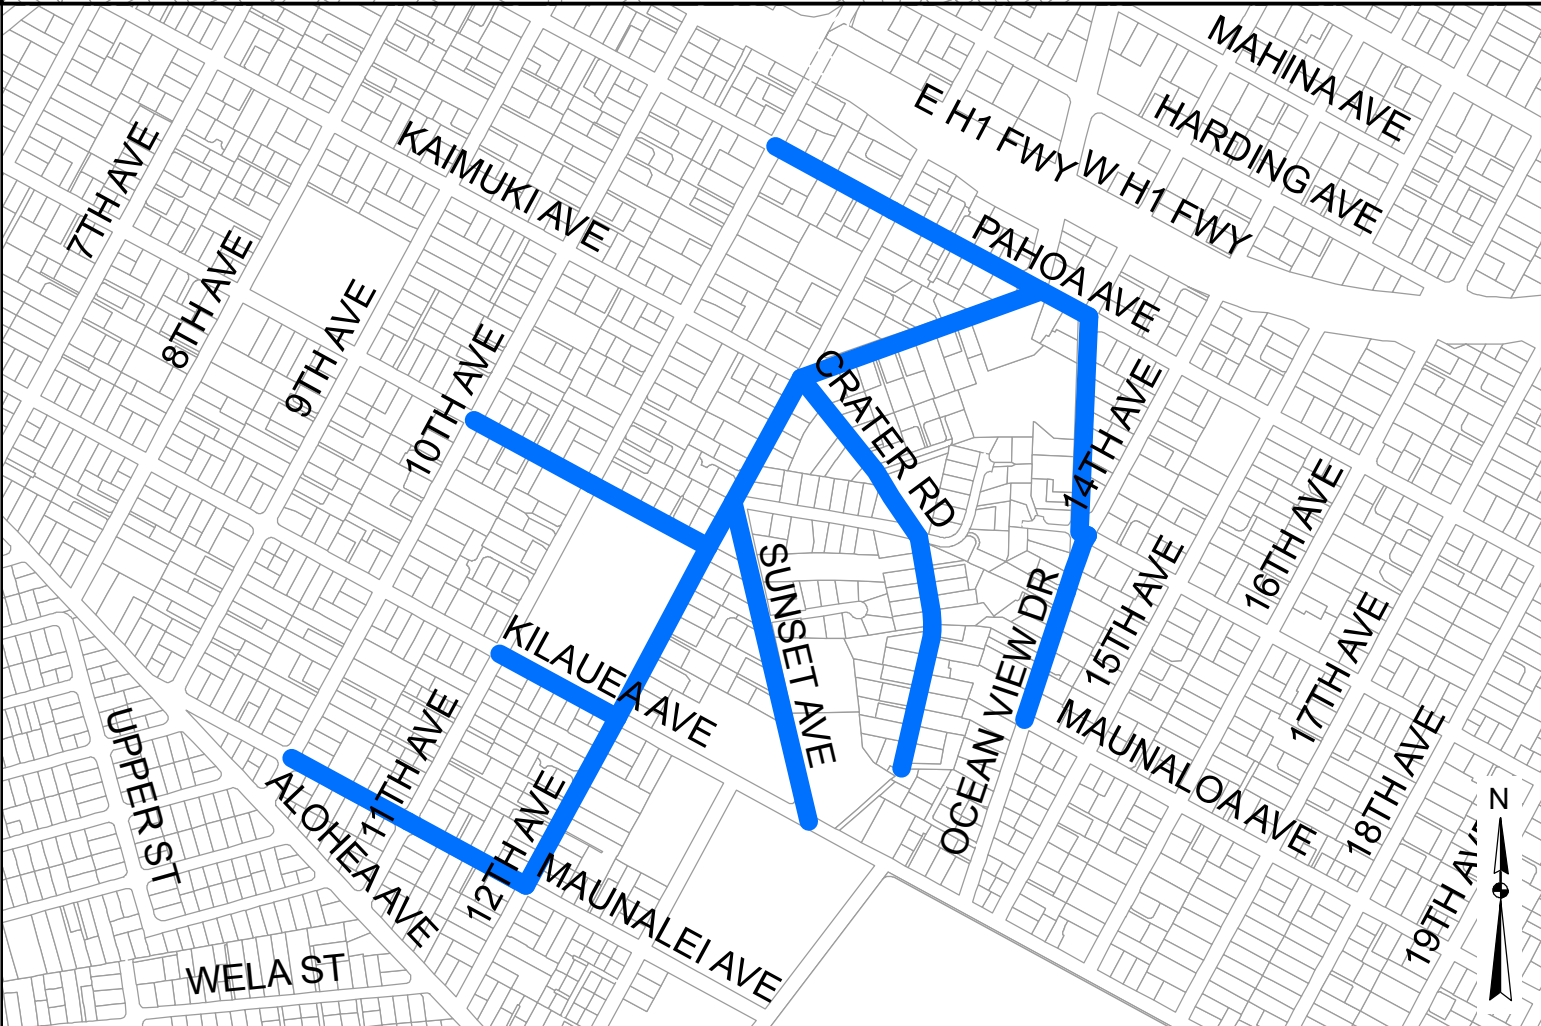 MAHINA AVE
E H1 FWY
HARDING AVE
KAIMUKI AVE
7TH AVE
W H1 FWY
PAHOA AVE
8TH AVE
9TH AVE
10TH AVE
CRATER RD
14TH AVE
16TH AVE
SUNSET AVE
15TH AVE
OCEAN VIEW DR
17TH AVE
KILAUEA AVE
11TH AVE
UPPER ST
MAUNALOA AVE
18TH AVE
ALOHEA AVE
12TH AVE
N
19TH AVE
MAUNALEI AVE
WELA ST